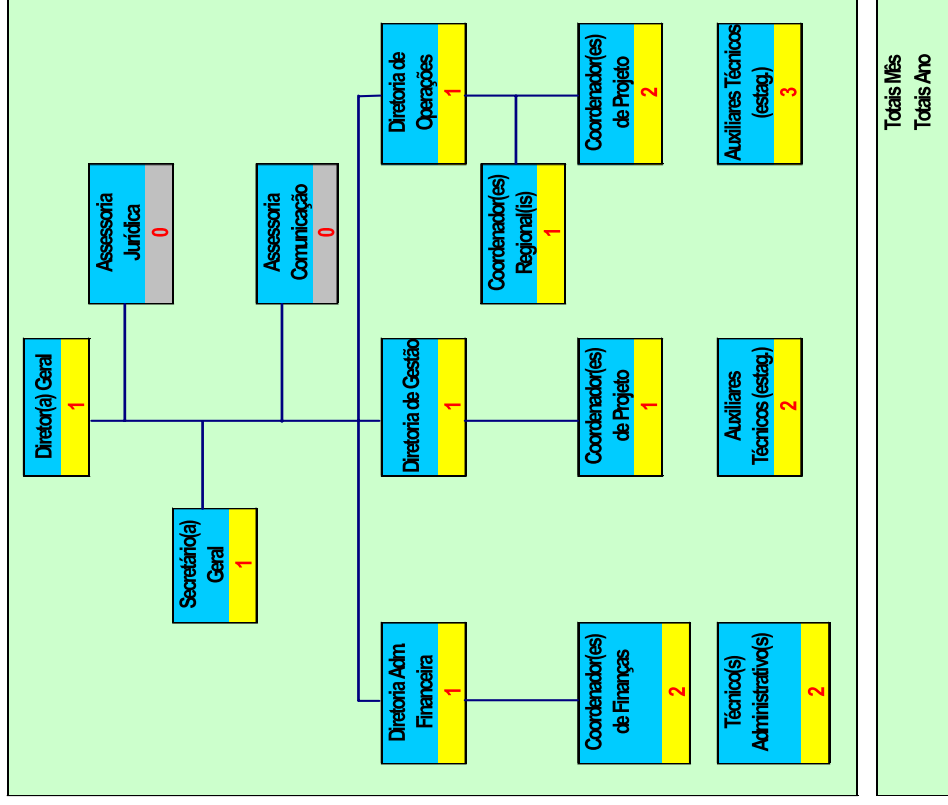 Diretor(a) Geral
1
Assessoria
Jurídica
0
Secretário(a)
Geral
1
Assessoria
Comunicação
0
Diretoria Adm.
Financeira
1
Diretoria de Gestão
1
Diretoria de
Operações
1
Coordenador(es)
Regional(is)
1
Coordenador(es)
de Finanças
2
Coordenador(es)
de Projeto
1
Coordenador(es)
de Projeto
2
Técnico(s)
Administrativo(s)
2
Auxiliares
Técnicos (estag.)
2
Auxiliares Técnicos
(estag.)
3
Totais Mês
Totais Ano